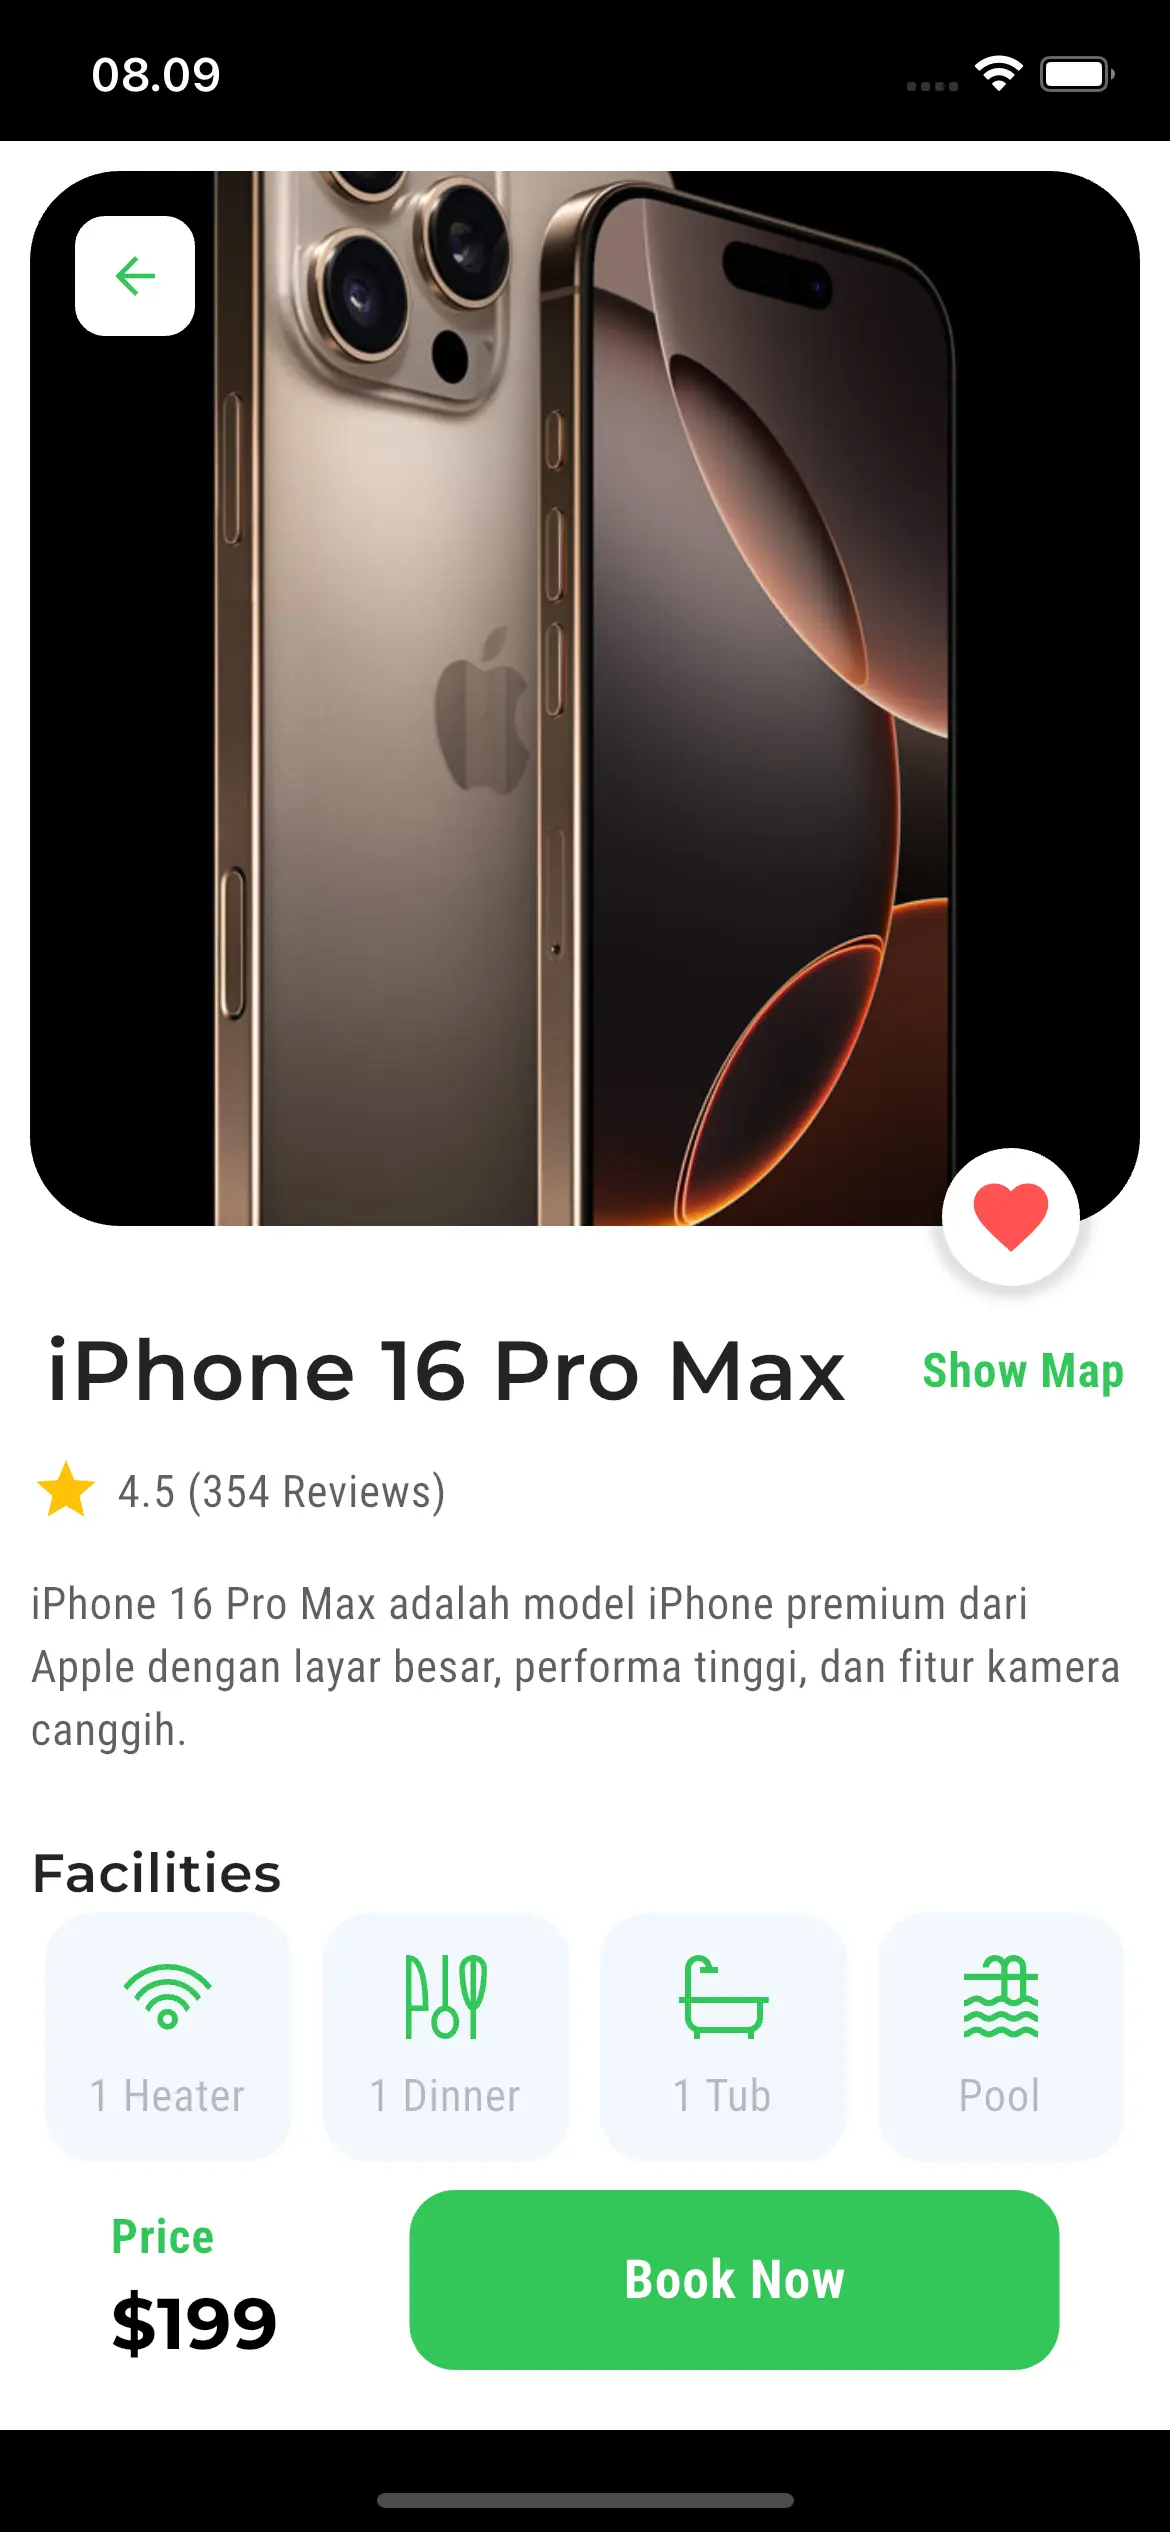 08.09
iPhone 16 Pro Max
Show Map
4.5 (354 Reviews)
iPhone 16 Pro Max adalah model iPhone premium dari
Apple dengan layar besar, performa tinggi, dan fitur kamera
canggih.
Facilities
1 Heater
1 Dinner
1 Tub
Pool
Price
$199
Book Now